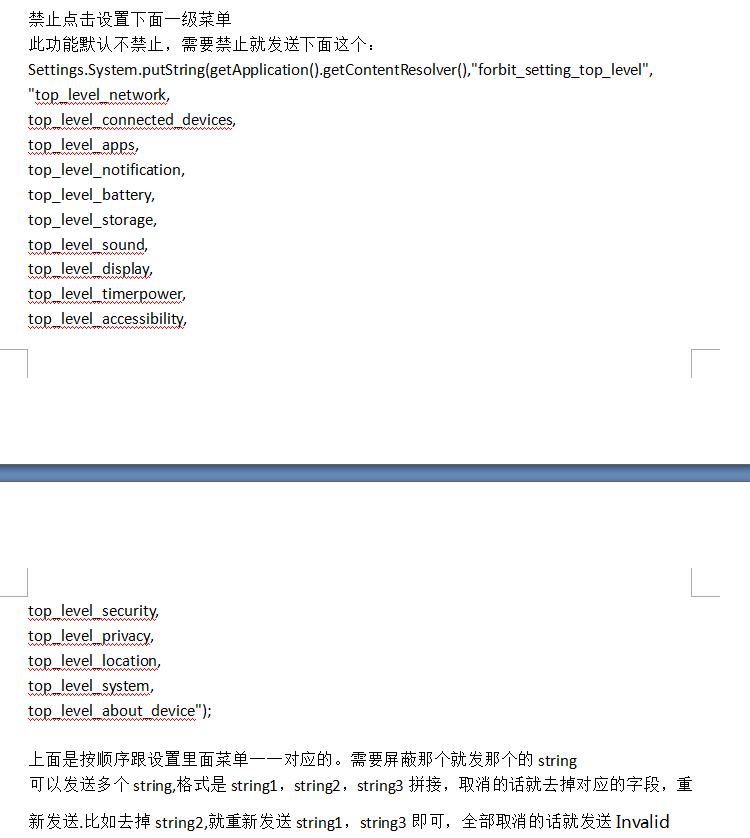 禁止点击设置下面一级菜单
此功能默认不禁止，需要禁止就发送下面这个：
Settings.System.putString(getApplication().getContentResolver(),"forbit_setting_top_level",
"top_level_network,
top_level_connected_devices,
top_level_apps,
top_level_notification,
top_level_battery,
top_level_storage,
top_level_sound,
top_level_display,
top_level_timerpower,
top_level_accessibility,
top_level_security,
top_level_privacy,
top_level_location,
top_level_system,
top_level_about_device");
上面是按顺序跟设置里面菜单一一对应的。需要屏蔽那个就发那个的 string
可以发送多个 string,格式是 string1，string2，string3 拼接，取消的话就去掉对应的字段，重
新发送.比如去掉 string2,就重新发送 string1，string3 即可，全部取消的话就发送 Invalid